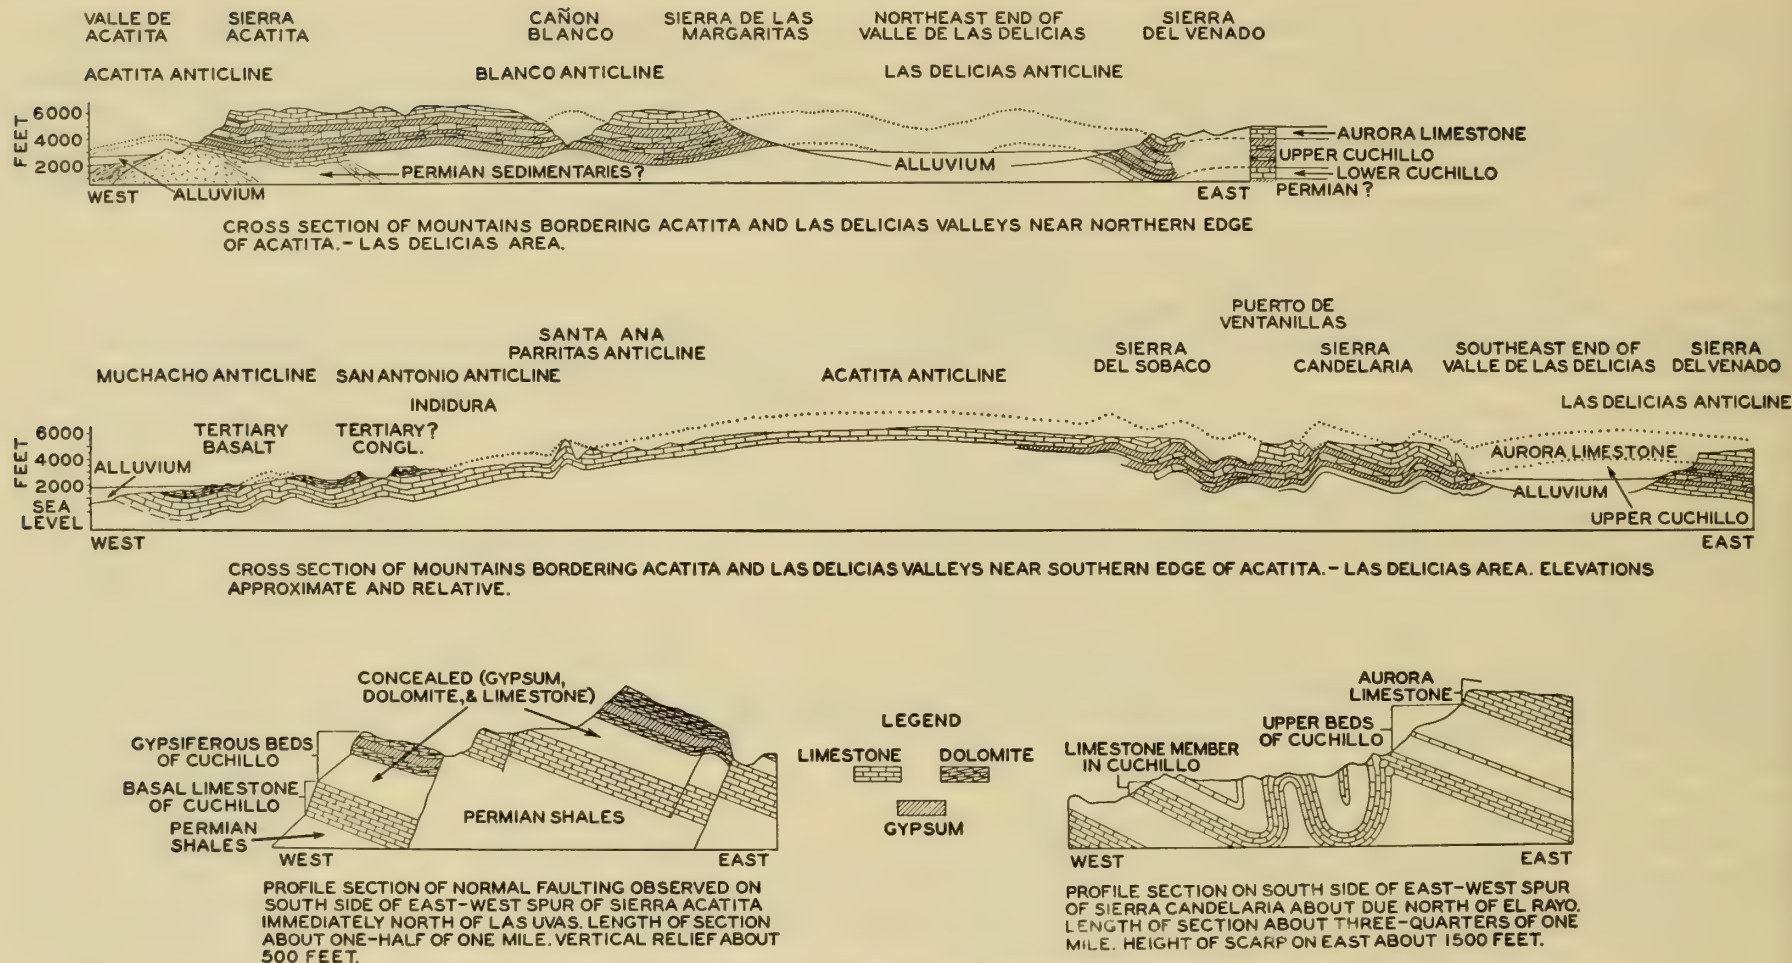 VALLE DE
ACATITA
SIERRA
ACATITA
CAÑON
BLANCO
SIERRA DE LAS
MARGARITAS
NORTHEAST END OF
VALLE DE LAS DELICIAS
SIERRA
DEL VENADO
ACATITA ANTICLINE
BLANCO ANTICLINE
LAS DELICIAS ANTICLINE
FEET
6000
4000
2000
AURORA LIMESTONE
UPPER CUCHILLO
LOWER CUCHILLO
PERMIAN ?
ALLUVIUM
PERMIAN SEDIMENTARIES?
WEST
ALLUVIUM
EAST
CROSS SECTION OF MOUNTAINS BORDERING ACATITA AND LAS DELICIAS VALLEYS NEAR NORTHERN EDGE
OF ACATITA.- LAS DELICIAS AREA.
PUERTO DE
VENTANILLAS
SANTA ANA
PARRITAS ANTICLINE
SIERRA
DEL SOBACO
SIERRA
CANDELARIA
SOUTHEAST END OF
VALLE DE LAS DELICIAS
SIERRA
DEL VENADO
MUCHACHO ANTICLINE
SAN ANTONIO ANTICLINE
ACATITA ANTICLINE
INDIDURA
LAS DELICIAS ANTICLINE
TERTIARY
BASALT
TERTIARY?
CONGL.
FEET
6000
4000
2000
SEA
LEVEL
ALLUVIUM
AURORA LIMESTONE
ALLUVIUM
UPPER CUCHILLO
WEST
EAST
CROSS SECTION OF MOUNTAINS BORDERING ACATITA AND LAS DELICIAS VALLEYS NEAR SOUTHERN EDGE OF ACATITA.- LAS DELICIAS AREA. ELEVATIONS
APPROXIMATE AND RELATIVE.
CONCEALED (GYPSUM,
DOLOMITE,& LIMESTONE)
GYPSIFEROUS BEDS
OF CUCHILLO
BASAL LIMESTONE
OF CUCHILLO
PERMIAN
SHALES
PERMIAN SHALES
WEST
EAST
PROFILE SECTION OF NORMAL FAULTING OBSERVED ON
SOUTH SIDE OF EAST-WEST SPUR OF SIERRA ACATITA
IMMEDIATELY NORTH OF LAS UVAS. LENGTH OF SECTION
ABOUT ONE-HALF OF ONE MILE. VERTICAL RELIEF ABOUT
500 FEET.
LEGEND
LIMESTONE
DOLOMITE
GYPSUM
AURORA
LIMESTONE
UPPER BEDS
OF CUCHILLO
LIMESTONE MEMBER
IN CUCHILLO
WEST
EAST
PROFILE SECTION ON SOUTH SIDE OF EAST-WEST SPUR
OF SIERRA CANDELARIA ABOUT DUE NORTH OF EL RAYO.
LENGTH OF SECTION ABOUT THREE-QUARTERS OF ONE
MILE. HEIGHT OF SCARP ON EAST ABOUT 1500 FEET.